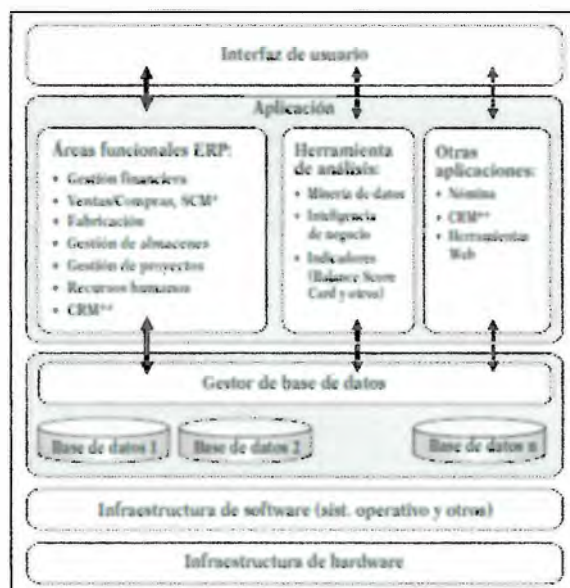 Interfaz de usuario
Aplicación
Áreas funcionales ERP:
• Gestión financiera
• Ventas/Compras, SCM*
• Fabricación
• Gestión de almacenes
• Gestión de proyectos
• Recursos humanos
• CRM**
Herramienta
de análisis:
• Minería de datos
• Inteligencia
de negocio
• Indicadores
(Balance Score
Card y otros)
Otras
aplicaciones:
• Nómina
• CRM**
• Herramientas
Web
Gestor de base de datos
Base de datos 1
Base de datos 2
Base de datos n
Infraestructura de software (sist. operativo y otros)
Infraestructura de hardware